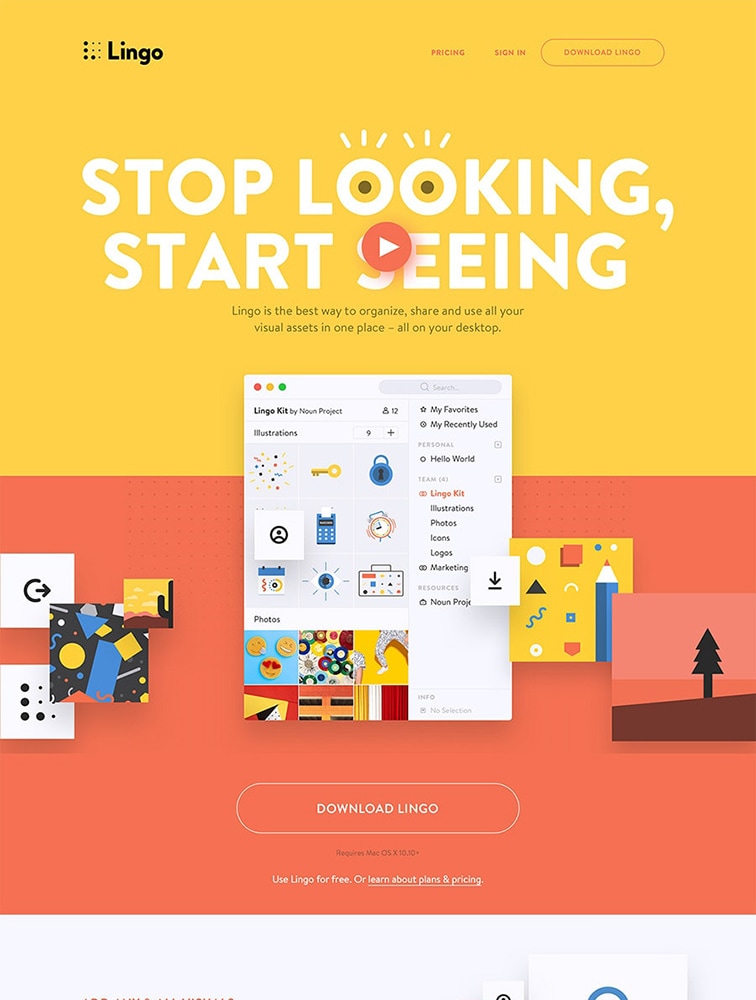 Lingo
PRICING
SIGN IN
DOWNLOAD LINGO
STOP LOOKING,
START SEEING
Lingo is the best way to organize, share and use all your
visual assets in one place – all on your desktop.
Search..
Lingo Kit by Noun Project
12
Illustrations
9
+
Photos
My Favorites
My Recently Used
PERSONAL
Hello World
TEAM (4)
Lingo Kit
Illustrations
Photos
Icons
Logos
Marketing
RESOURCES
Noun Proje
INFO
No Selection
DOWNLOAD LINGO
Requires Mac OS X 10.10+
Use Lingo for free. Or learn about plans & pricing.